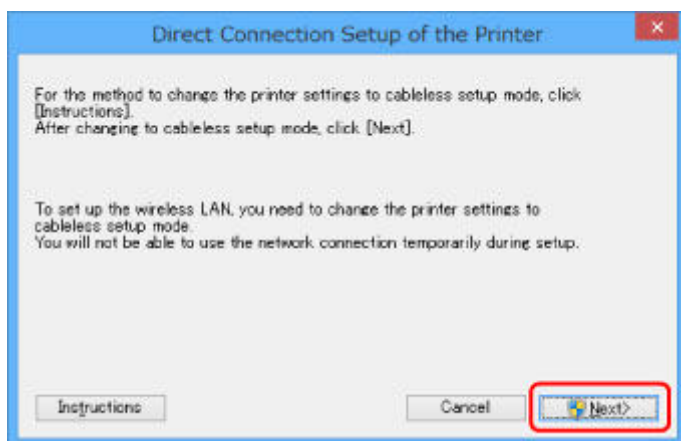 Direct Connection Setup of the Printer
For the method to change the printer settings to cableless setup mode, click
[Instructions].
After changing to cableless setup mode, click [Next].
To set up the wireless LAN, you need to change the printer settings to
cableless setup mode.
You will not be able to use the network connection temporarily during setup.
Instructions
Cancel
Next>